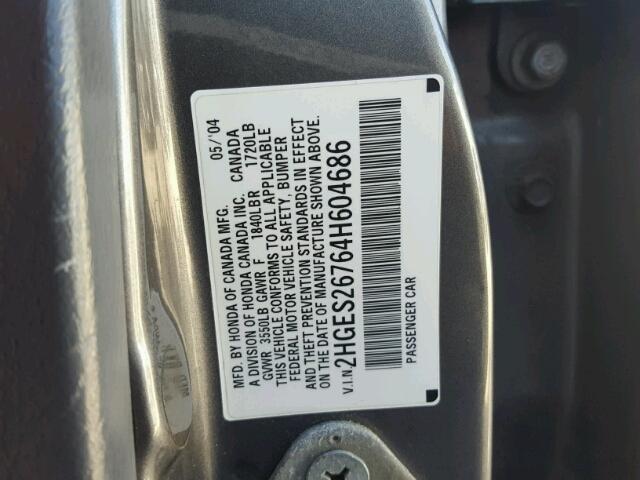 MFD. BY HONDA OF CANADA MFG. 05/'04
A DIVISION OF HONDA CANADA INC. CANADA
GVWR 3550LB GAWR F 1840LB R 1720LB
THIS VEHICLE CONFORMS TO ALL APPLICABLE
FEDERAL MOTOR VEHICLE SAFETY, BUMPER
AND THEFT PREVENTION STANDARDS IN EFFECT
ON THE DATE OF MANUFACTURE SHOWN ABOVE.
V.I.N. 2HGES26764H604686
PASSENGER CAR